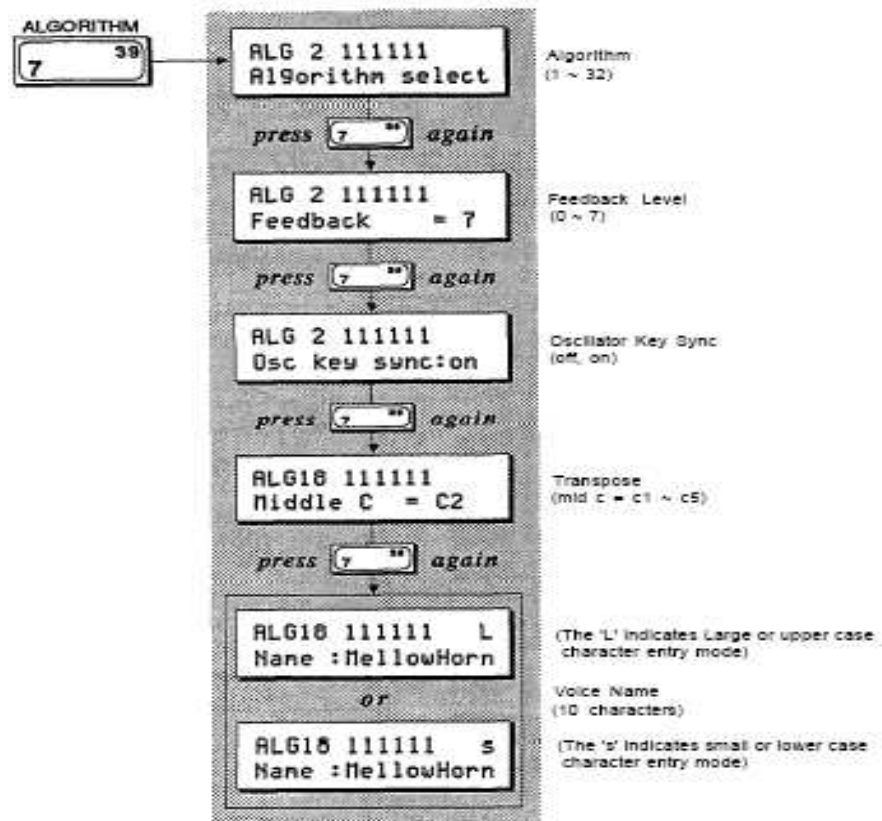 ALGORITHM
7 39
ALG 2 111111
Algorithm select
Algorithm
(1 ~ 32)
press 7 39 again
ALG 2 111111
Feedback = 7
Feedback Level
(0 ~ 7)
press 7 39 again
ALG 2 111111
Osc key sync:on
Oscillator Key Sync
(off, on)
press 7 39 again
ALG18 111111
Middle C = C2
Transpose
(mid c = c1 ~ c5)
press 7 39 again
ALG18 111111 L
Name :MellowHorn
(The 'L' indicates Large or upper case
character entry mode)
or
Voice Name
(10 characters)
ALG18 111111 s
Name :MellowHorn
(The 's' indicates small or lower case
character entry mode)